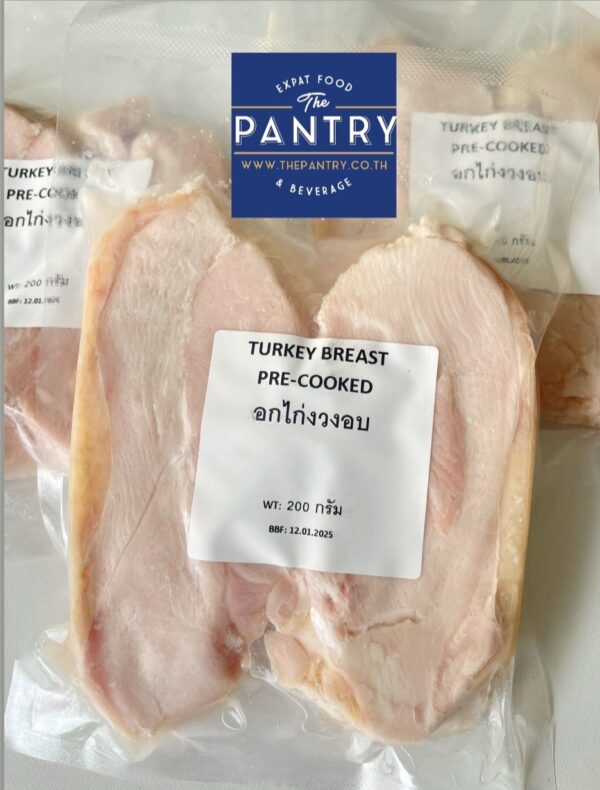 EXPAT FOOD
The
PANTRY
WWW.THEPANTRY.CO.TH
& BEVERAGE
TURKEY BREAST
PRE-COOKED
อกไก่งวงอบ
WT: 200 กรัม
BBF: 12.01.2025
TURKEY
PRE-COOKED
อกไก่งวงอบ
WT: 200 กรัม
BBF: 12.01.2025
TURKEY BREAST
PRE-COOKED
อกไก่งวงอบ
กรัม